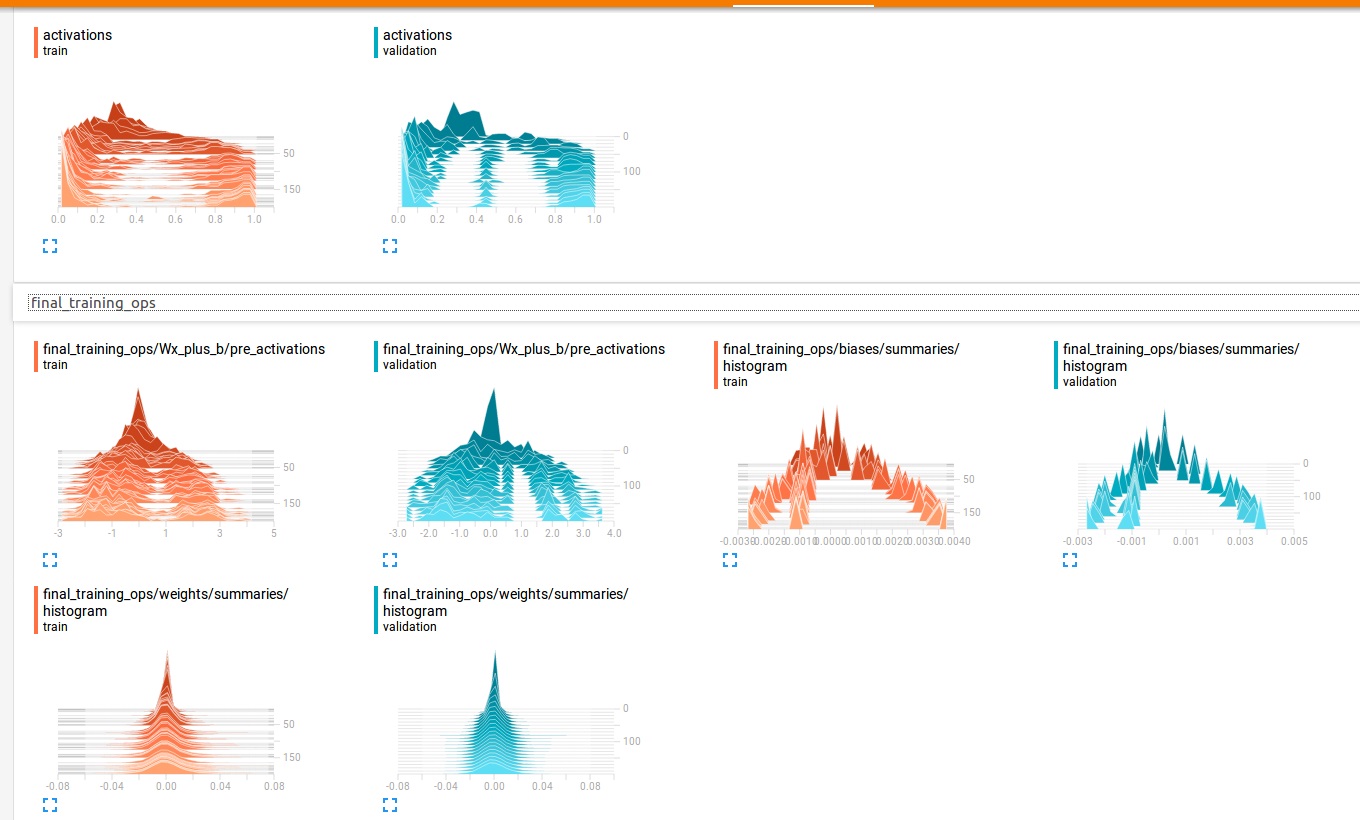 activations
train
activations
validation
50
150
0.0 0.2 0.4 0.6 0.8 1.0
0
100
0.0 0.2 0.4 0.6 0.8 1.0
final_training_ops
final_training_ops/Wx_plus_b/pre_activations
train
final_training_ops/Wx_plus_b/pre_activations
validation
final_training_ops/biases/summaries/
histogram
train
final_training_ops/biases/summaries/
histogram
validation
50
150
-3 -1 1 3 5
0
100
-3.0 -2.0 -1.0 0.0 1.0 2.0 3.0 4.0
50
150
-0.0030 -0.0020 -0.0010 0.0000 0.0010 0.0020 0.0030 0.0040
0
100
-0.003 -0.001 0.001 0.003 0.005
final_training_ops/weights/summaries/
histogram
train
final_training_ops/weights/summaries/
histogram
validation
50
150
-0.08 -0.04 0.00 0.04 0.08
0
100
-0.08 -0.04 0.00 0.04 0.08